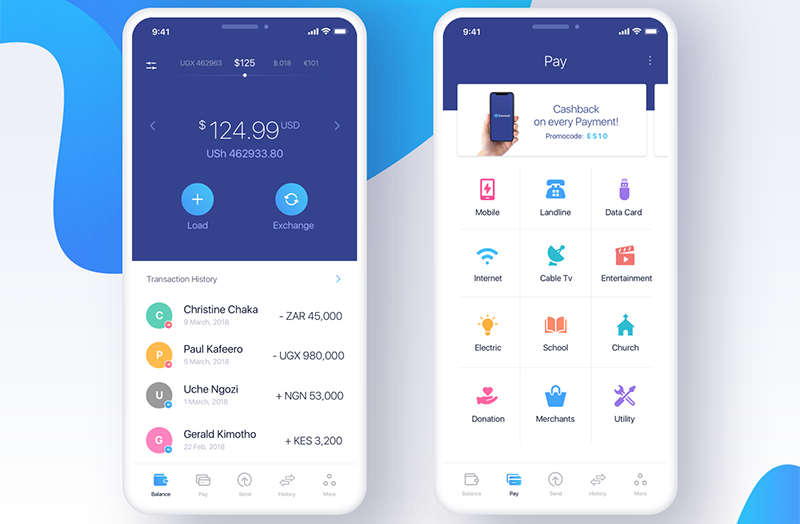 9:41
UGX 462963 $125 ฿.018 €101
$ 124.99 USD
USh 462933.80
Load Exchange
Transaction History
C Christine Chaka - ZAR 45,000
9 March, 2018
P Paul Kafeero - UGX 980,000
5 March, 2018
U Uche Ngozi + NGN 53,000
1 March, 2018
G Gerald Kimotho + KES 3,200
22 Feb, 2018
Balance Pay Send History More
9:41
Pay
Cashback
on every Payment!
Promocode: ES10
Mobile Landline Data Card
Internet Cable Tv Entertainment
Electric School Church
Donation Merchants Utility
Balance Pay Send History More